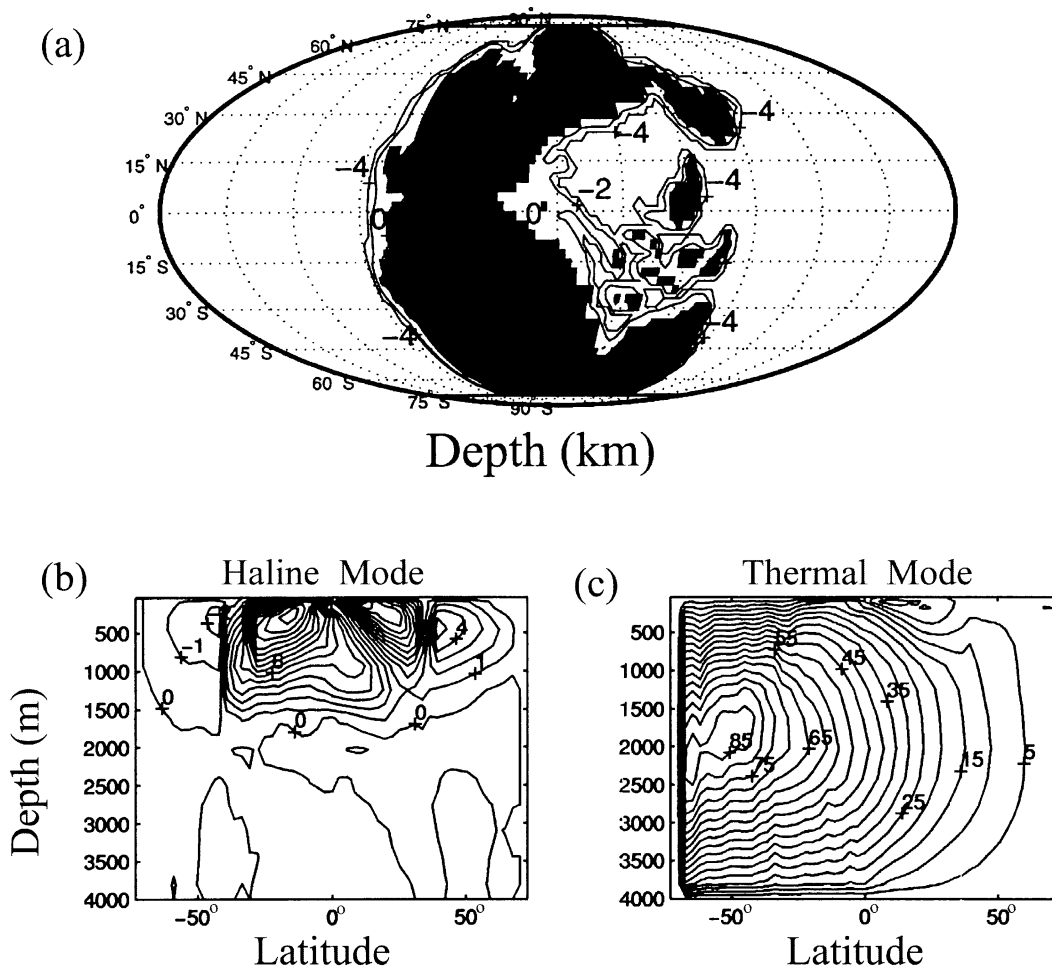 (a)
90° N
75° N
60° N
45° N
30° N
15° N
0°
15° S
30° S
45° S
60° S
75° S
90° S
-4
-4
-4
-4
-2
0
0
-4
-4
Depth (km)
(b)
Haline Mode
(c)
Thermal Mode
Depth (m)
500
1000
1500
2000
2500
3000
3500
4000
-1
0
8
0
0
4
1
-50° 0° 50°
Latitude
500
1000
1500
2000
2500
3000
3500
4000
55
45
35
85
75
65
25
15
5
-50° 0° 50°
Latitude